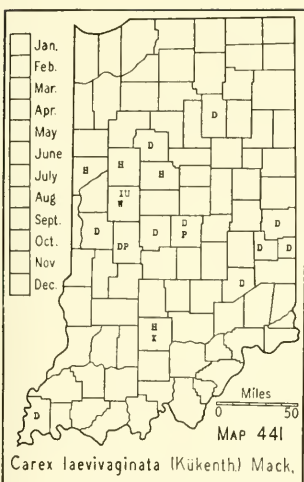 Jan.
Feb.
Mar.
Apr.
May
June
July
Aug
Sept.
Oct.
Nov
Dec.
D
H
H
D
H
IU
W
D
P
D
D
DP
D
D
D
D
H
X
D
Miles
0 50
MAP 441
Carex laevivaginata (Kükenth.) Mack.